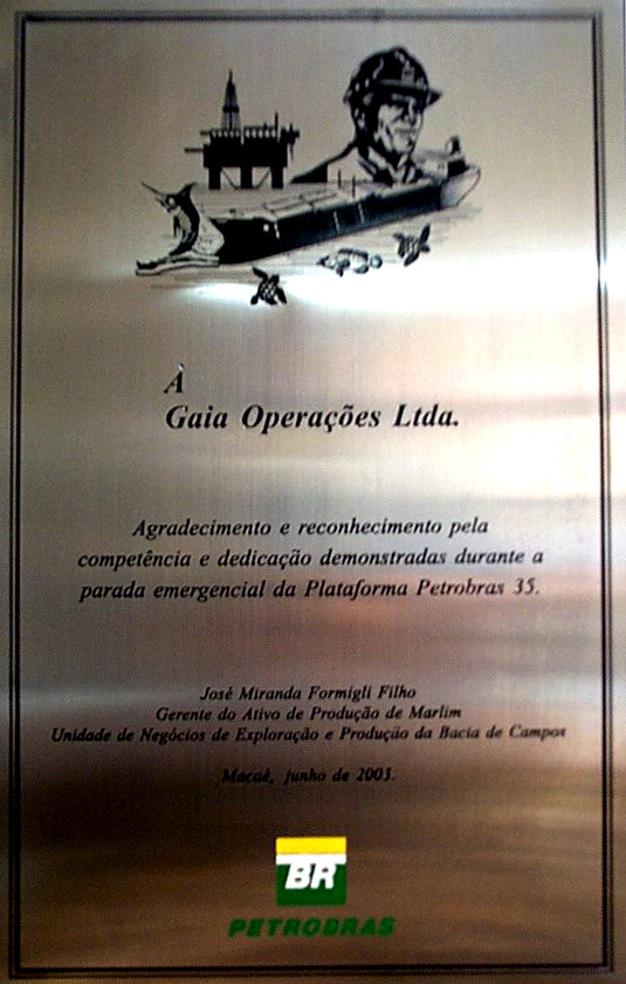 À
Gaia Operações Ltda.
Agradecimento e reconhecimento pela
competência e dedicação demonstradas durante a
parada emergencial da Plataforma Petrobras 35.
José Miranda Formigli Filho
Gerente do Ativo de Produção de Marlim
Unidade de Negócios de Exploração e Produção da Bacia de Campos
Macaé, junho de 2003.
BR
PETROBRAS